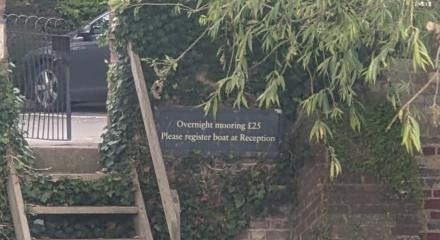 Overnight mooring £25
Please register boat at Reception